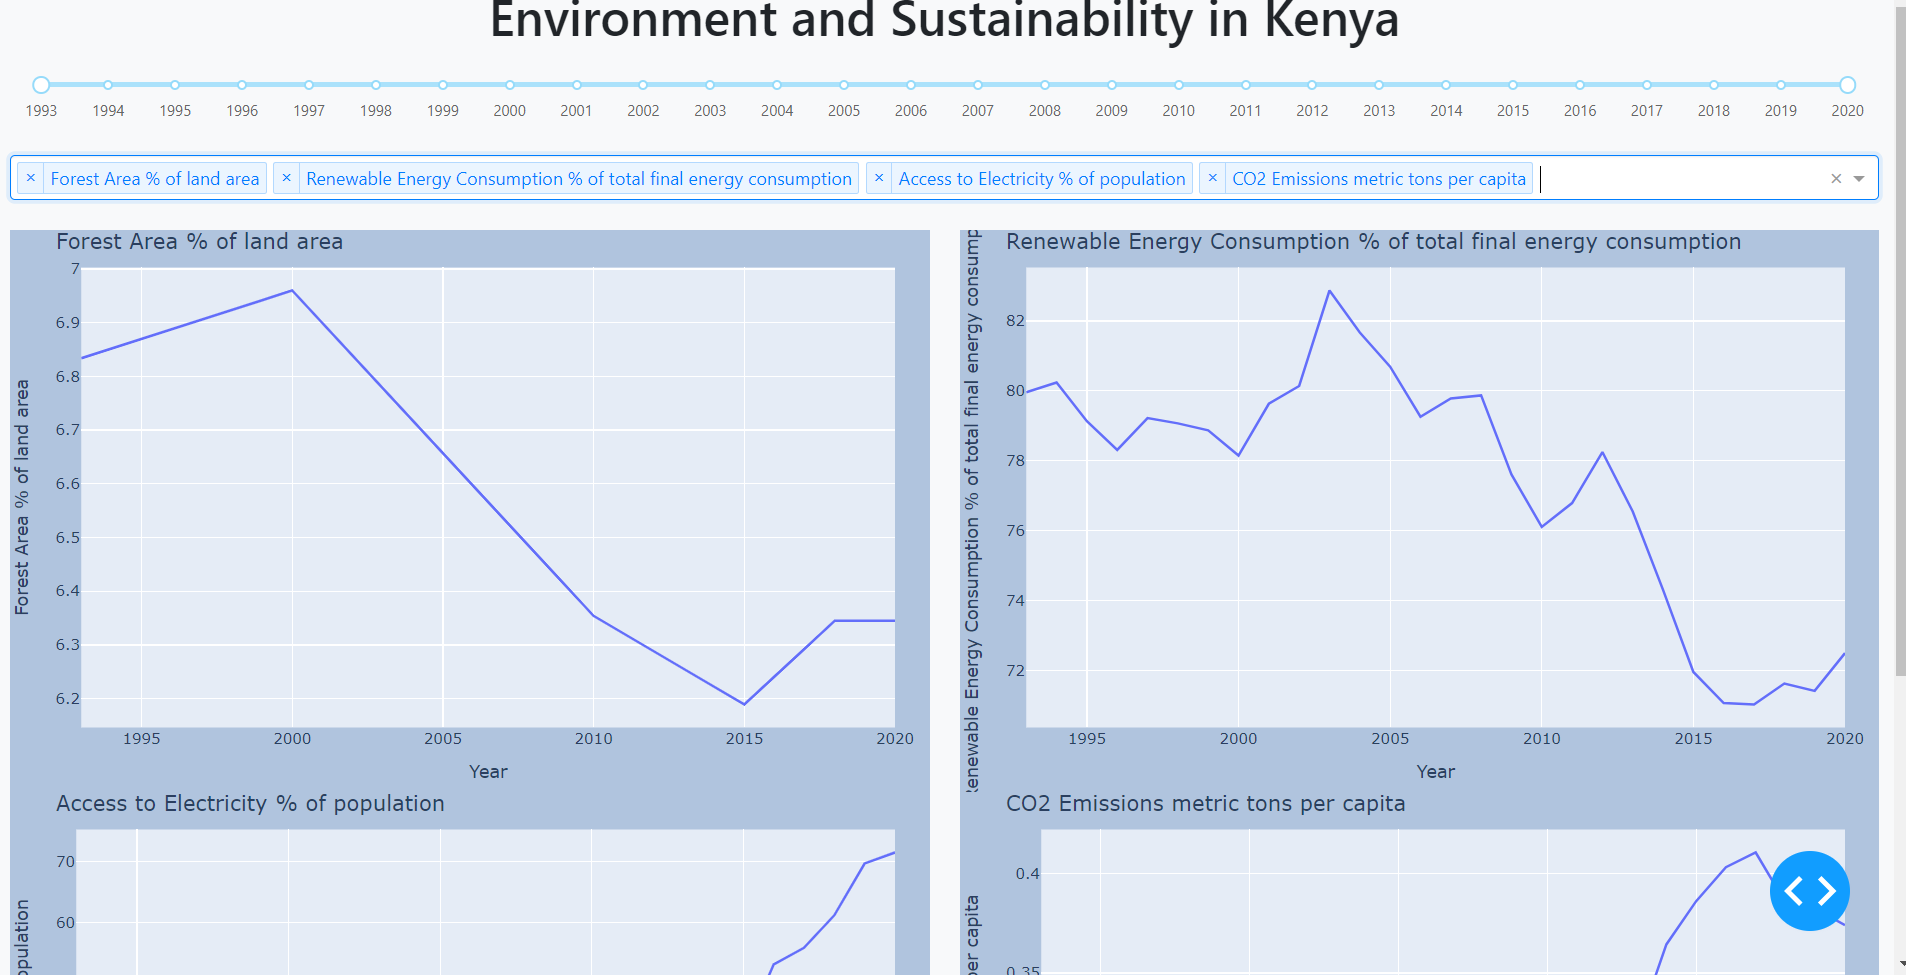 Environment and Sustainability in Kenya
1993 1994 1995 1996 1997 1998 1999 2000 2001 2002 2003 2004 2005 2006 2007 2008 2009 2010 2011 2012 2013 2014 2015 2016 2017 2018 2019 2020
× Forest Area % of land area × Renewable Energy Consumption % of total final energy consumption × Access to Electricity % of population × CO2 Emissions metric tons per capita ×
Forest Area % of land area
7
6.9
6.8
6.7
6.6
6.5
6.4
6.3
6.2
Forest Area % of land area
1995 2000 2005 2010 2015 2020
Year
Renewable Energy Consumption % of total final energy consumption
82
80
78
76
74
72
Renewable Energy Consumption % of total final energy consump
1995 2000 2005 2010 2015 2020
Year
Access to Electricity % of population
70
60
opulation
CO2 Emissions metric tons per capita
0.4
0.35
per capita